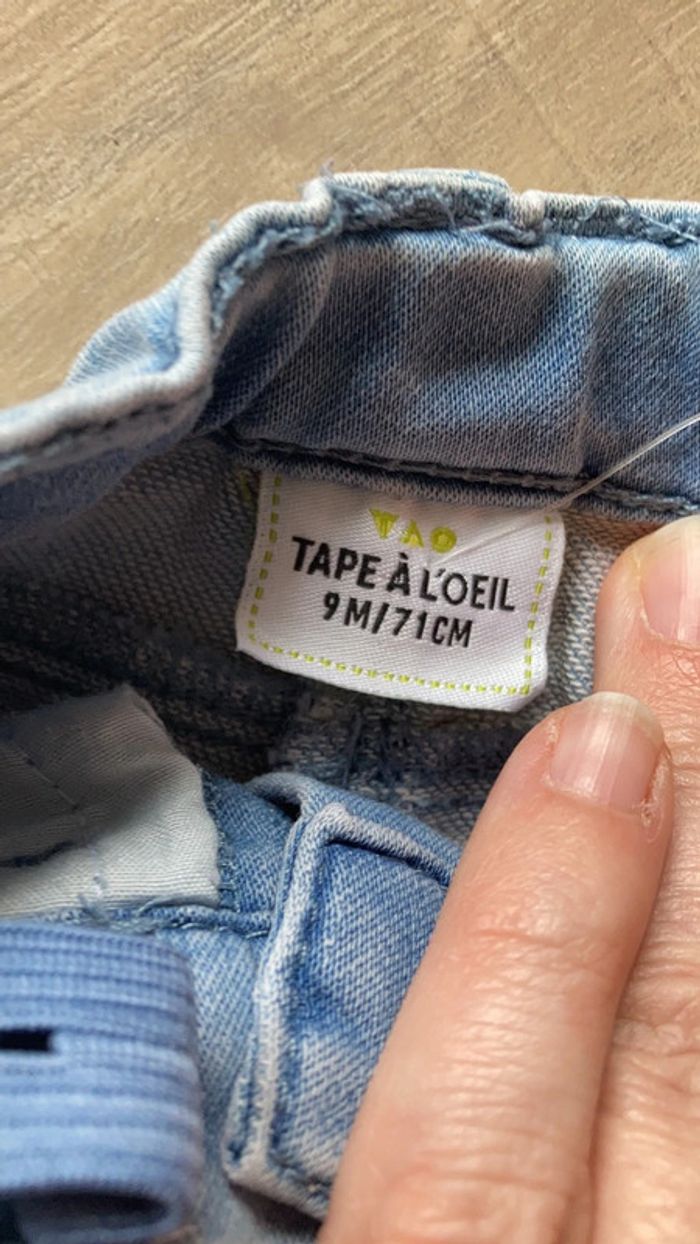 TAO
TAPE À L'OEIL
9M/71CM